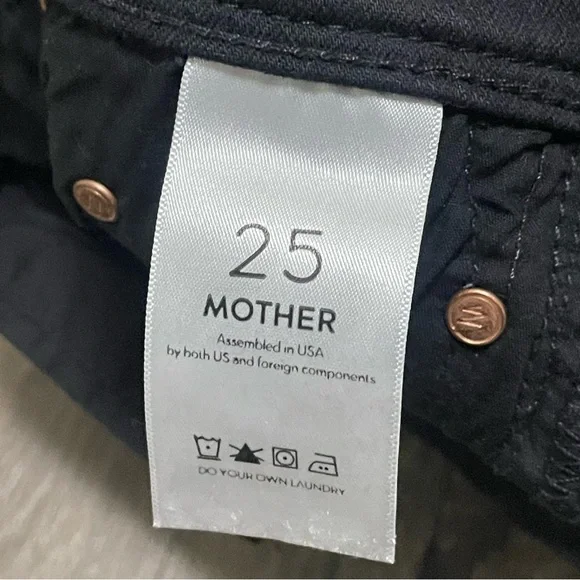 25
MOTHER
Assembled in USA
by both US and foreign components
DO YOUR OWN LAUNDRY
M